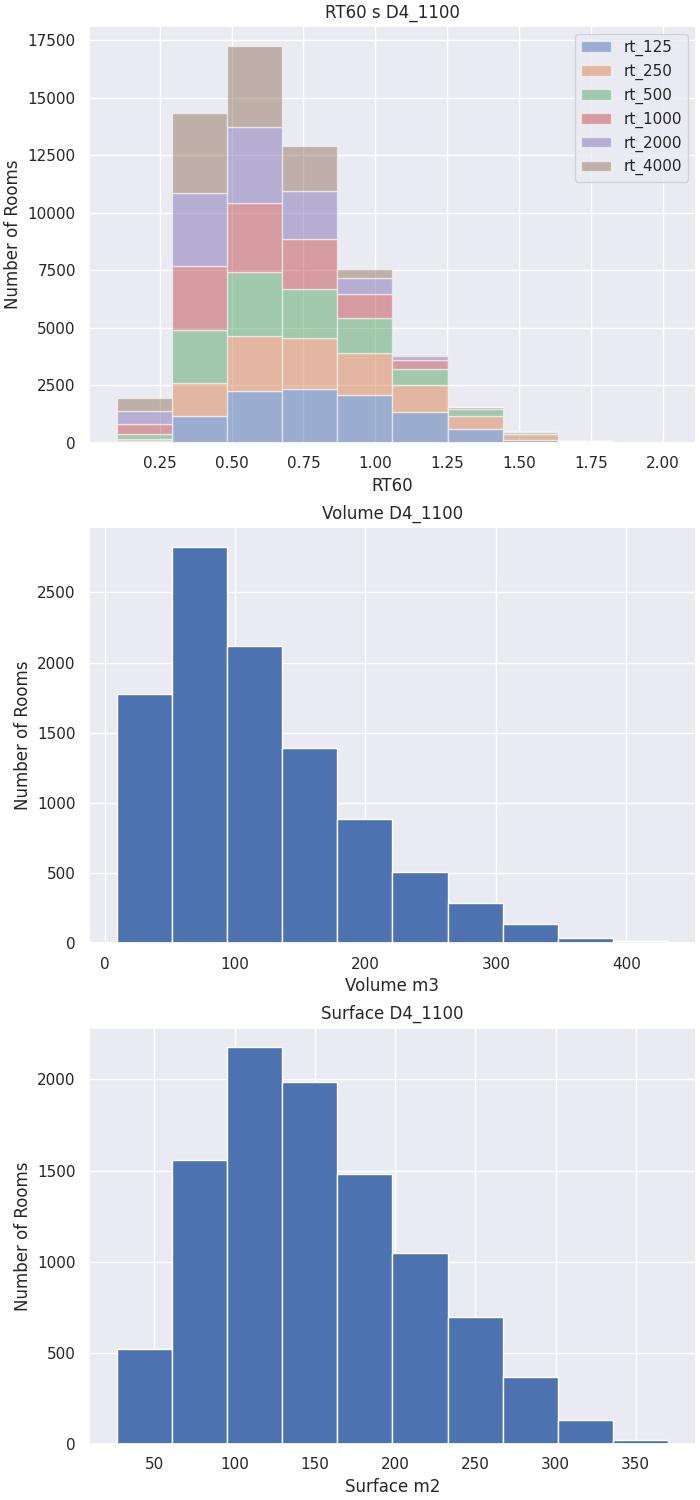 RT60 s D4_1100
17500
15000
12500
10000
7500
5000
2500
0
Number of Rooms
rt_125
rt_250
rt_500
rt_1000
rt_2000
rt_4000
0.25 0.50 0.75 1.00 1.25 1.50 1.75 2.00
RT60
Volume D4_1100
2500
2000
1500
1000
500
0
Number of Rooms
0 100 200 300 400
Volume m3
Surface D4_1100
2000
1500
1000
500
0
Number of Rooms
50 100 150 200 250 300 350
Surface m2